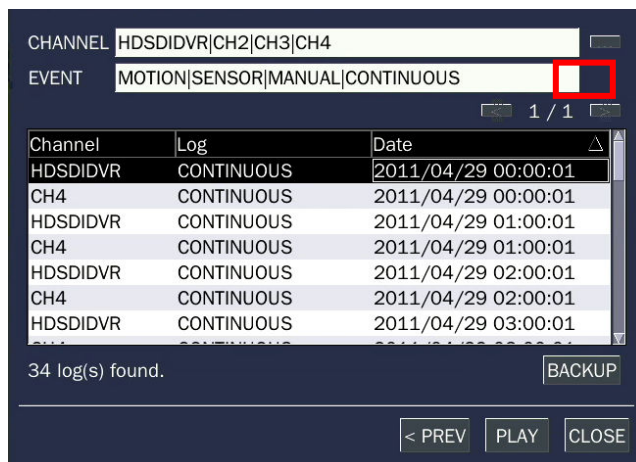 CHANNEL HDSDIDVR|CH2|CH3|CH4
EVENT MOTION|SENSOR|MANUAL|CONTINUOUS
< 1 / 1 >
Channel Log Date
HDSDIDVR CONTINUOUS 2011/04/29 00:00:01
CH4 CONTINUOUS 2011/04/29 00:00:01
HDSDIDVR CONTINUOUS 2011/04/29 01:00:01
CH4 CONTINUOUS 2011/04/29 01:00:01
HDSDIDVR CONTINUOUS 2011/04/29 02:00:01
CH4 CONTINUOUS 2011/04/29 02:00:01
HDSDIDVR CONTINUOUS 2011/04/29 03:00:01
34 log(s) found. BACKUP
< PREV PLAY CLOSE